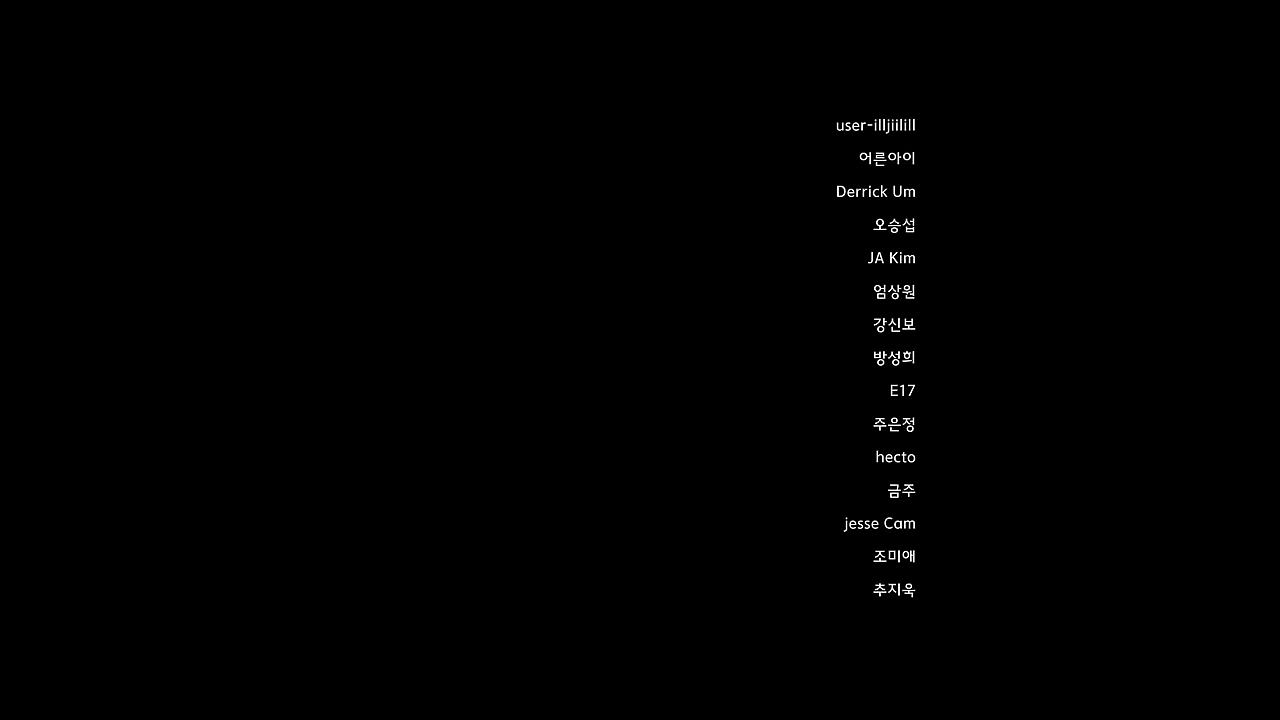 user-illjiilill
어른아이
Derrick Um
오승섭
JA Kim
엄상원
강신보
방성희
E17
주은정
hecto
금주
jesse Cam
조미애
추지욱